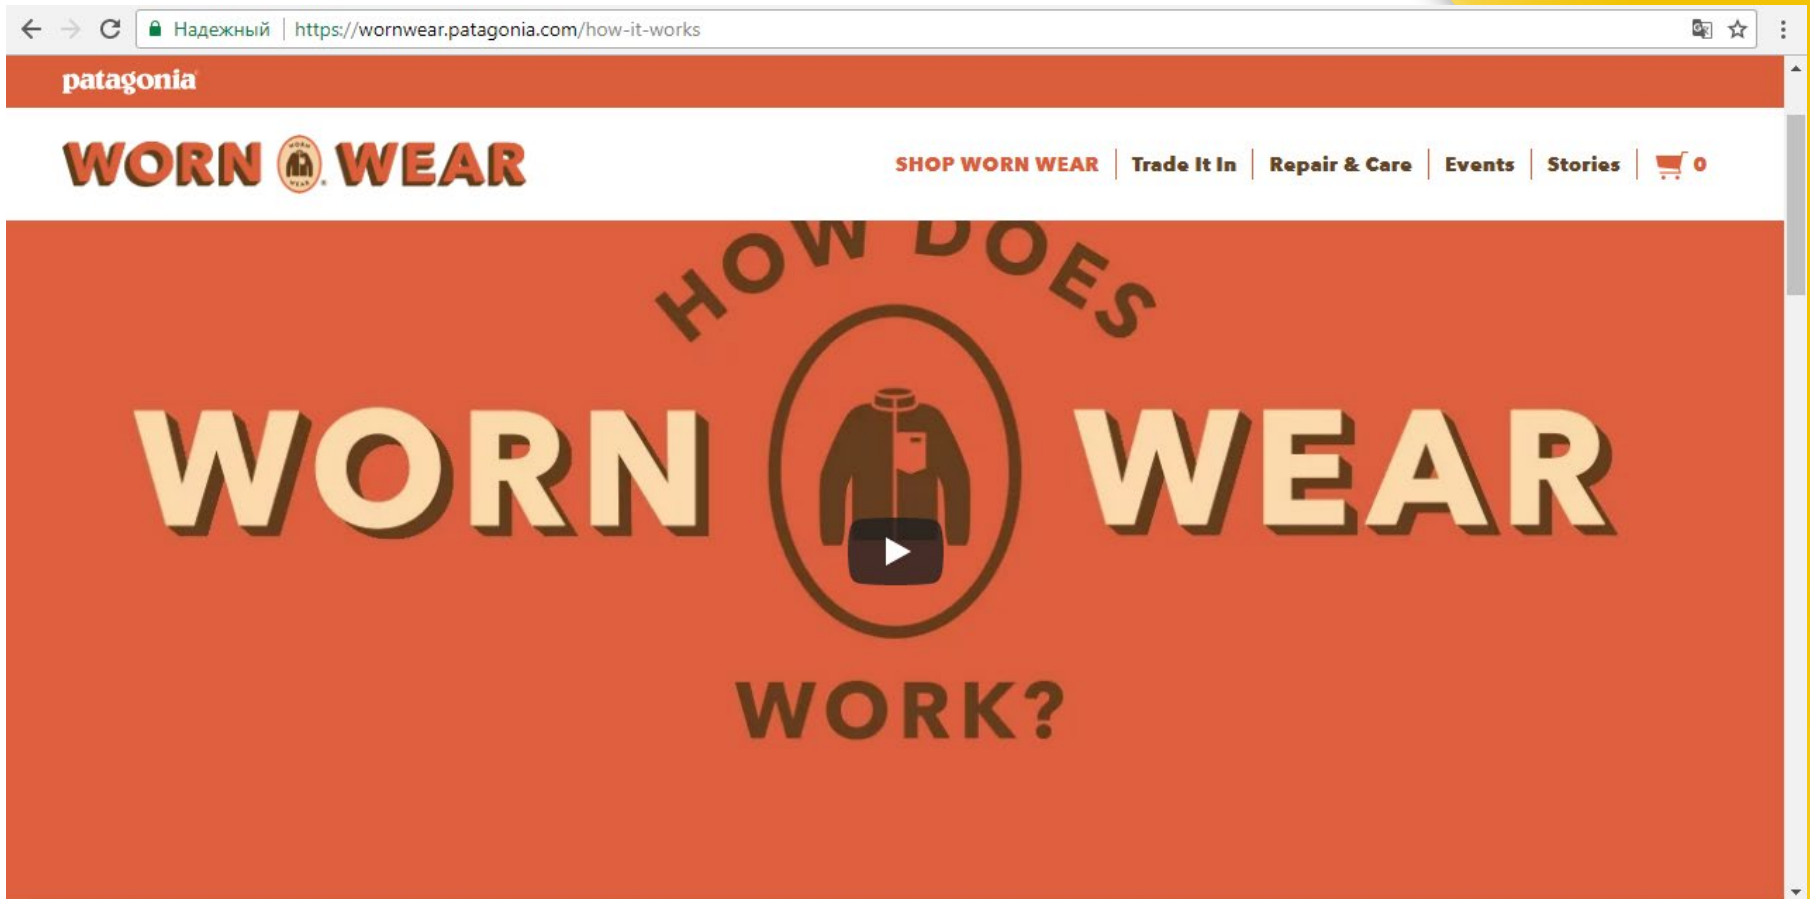 Надежный | https://wornwear.patagonia.com/how-it-works
patagonia
WORN WEAR
SHOP WORN WEAR | Trade It In | Repair & Care | Events | Stories | 0
HOW DOES
WORN WEAR
WORK?